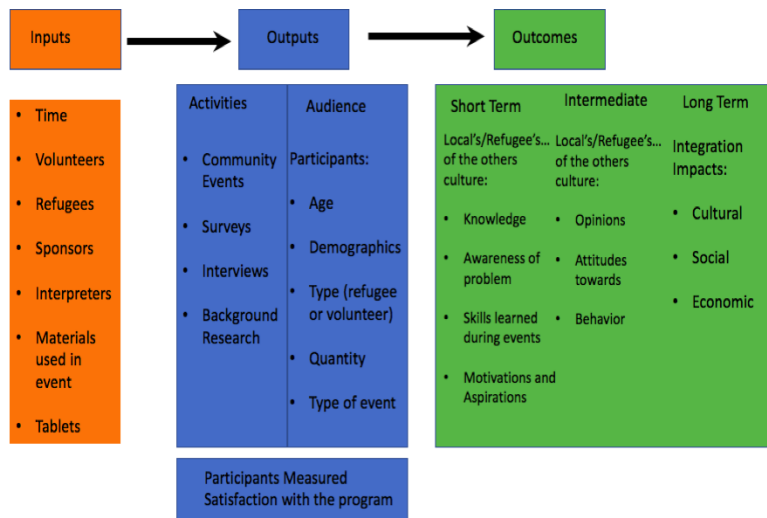 Inputs
Outputs
Outcomes
• Time
• Volunteers
• Refugees
• Sponsors
• Interpreters
• Materials
used in
event
• Tablets
Activities
• Community
Events
• Surveys
• Interviews
• Background
Research
Audience
Participants:
• Age
• Demographics
• Type (refugee
or volunteer)
• Quantity
• Type of event
Participants Measured
Satisfaction with the program
Short Term
Local's/Refugee's…
of the others
culture:
• Knowledge
• Awareness of
problem
• Skills learned
during events
• Motivations and
Aspirations
Intermediate
Local's/Refugee's…
of the others
culture:
• Opinions
• Attitudes
towards
• Behavior
Long Term
Integration
Impacts:
• Cultural
• Social
• Economic